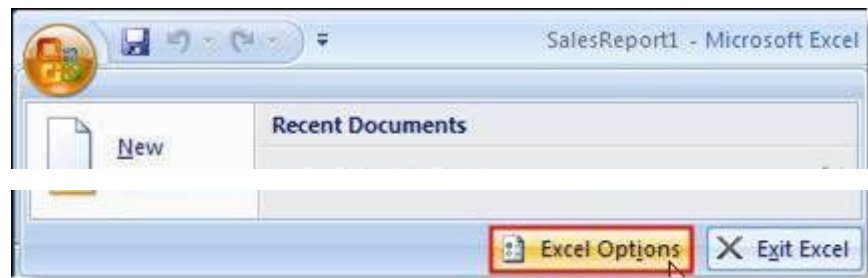 SalesReport1 - Microsoft Excel
Recent Documents
New
Excel Options
Exit Excel